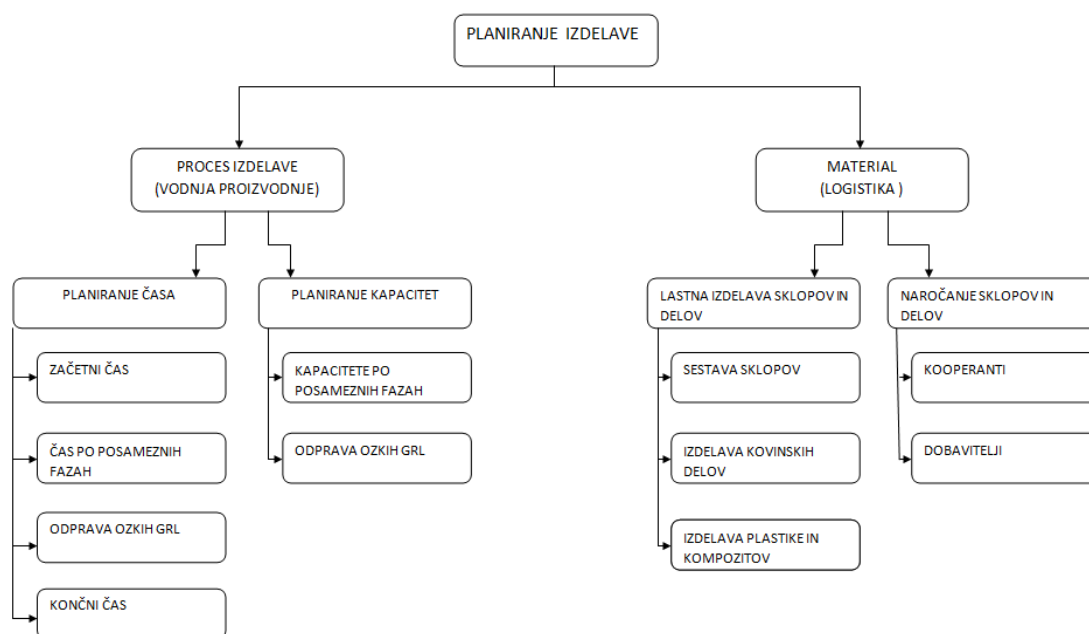 PLANIRANJE IZDELAVE
PROCES IZDELAVE
(VODNJA PROIZVODNJE)
MATERIAL
(LOGISTIKA )
PLANIRANJE ČASA
PLANIRANJE KAPACITET
LASTNA IZDELAVA SKLOPOV IN
DELOV
NAROČANJE SKLOPOV IN
DELOV
ZAČETNI ČAS
KAPACITETE PO
POSAMEZNIH FAZAH
SESTAVA SKLOPOV
KOOPERANTI
ČAS PO POSAMEZNIH
FAZAH
ODPRAVA OZKIH GRL
IZDELAVA KOVINSKIH
DELOV
DOBAVITELJI
ODPRAVA OZKIH GRL
IZDELAVA PLASTIKE IN
KOMPOZITOV
KONČNI ČAS